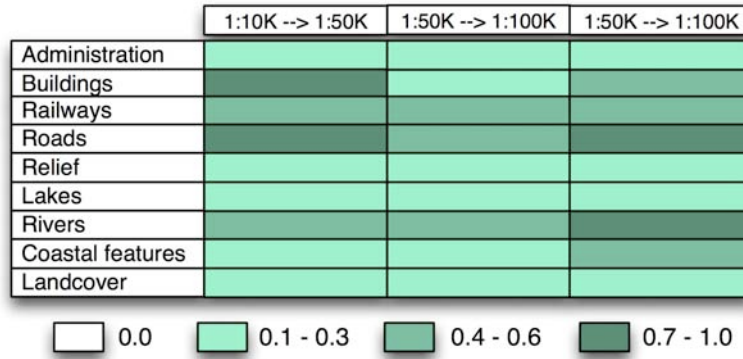 1:10K --> 1:50K 1:50K --> 1:100K 1:50K --> 1:100K
Administration
Buildings
Railways
Roads
Relief
Lakes
Rivers
Coastal features
Landcover
0.0 0.1 - 0.3 0.4 - 0.6 0.7 - 1.0